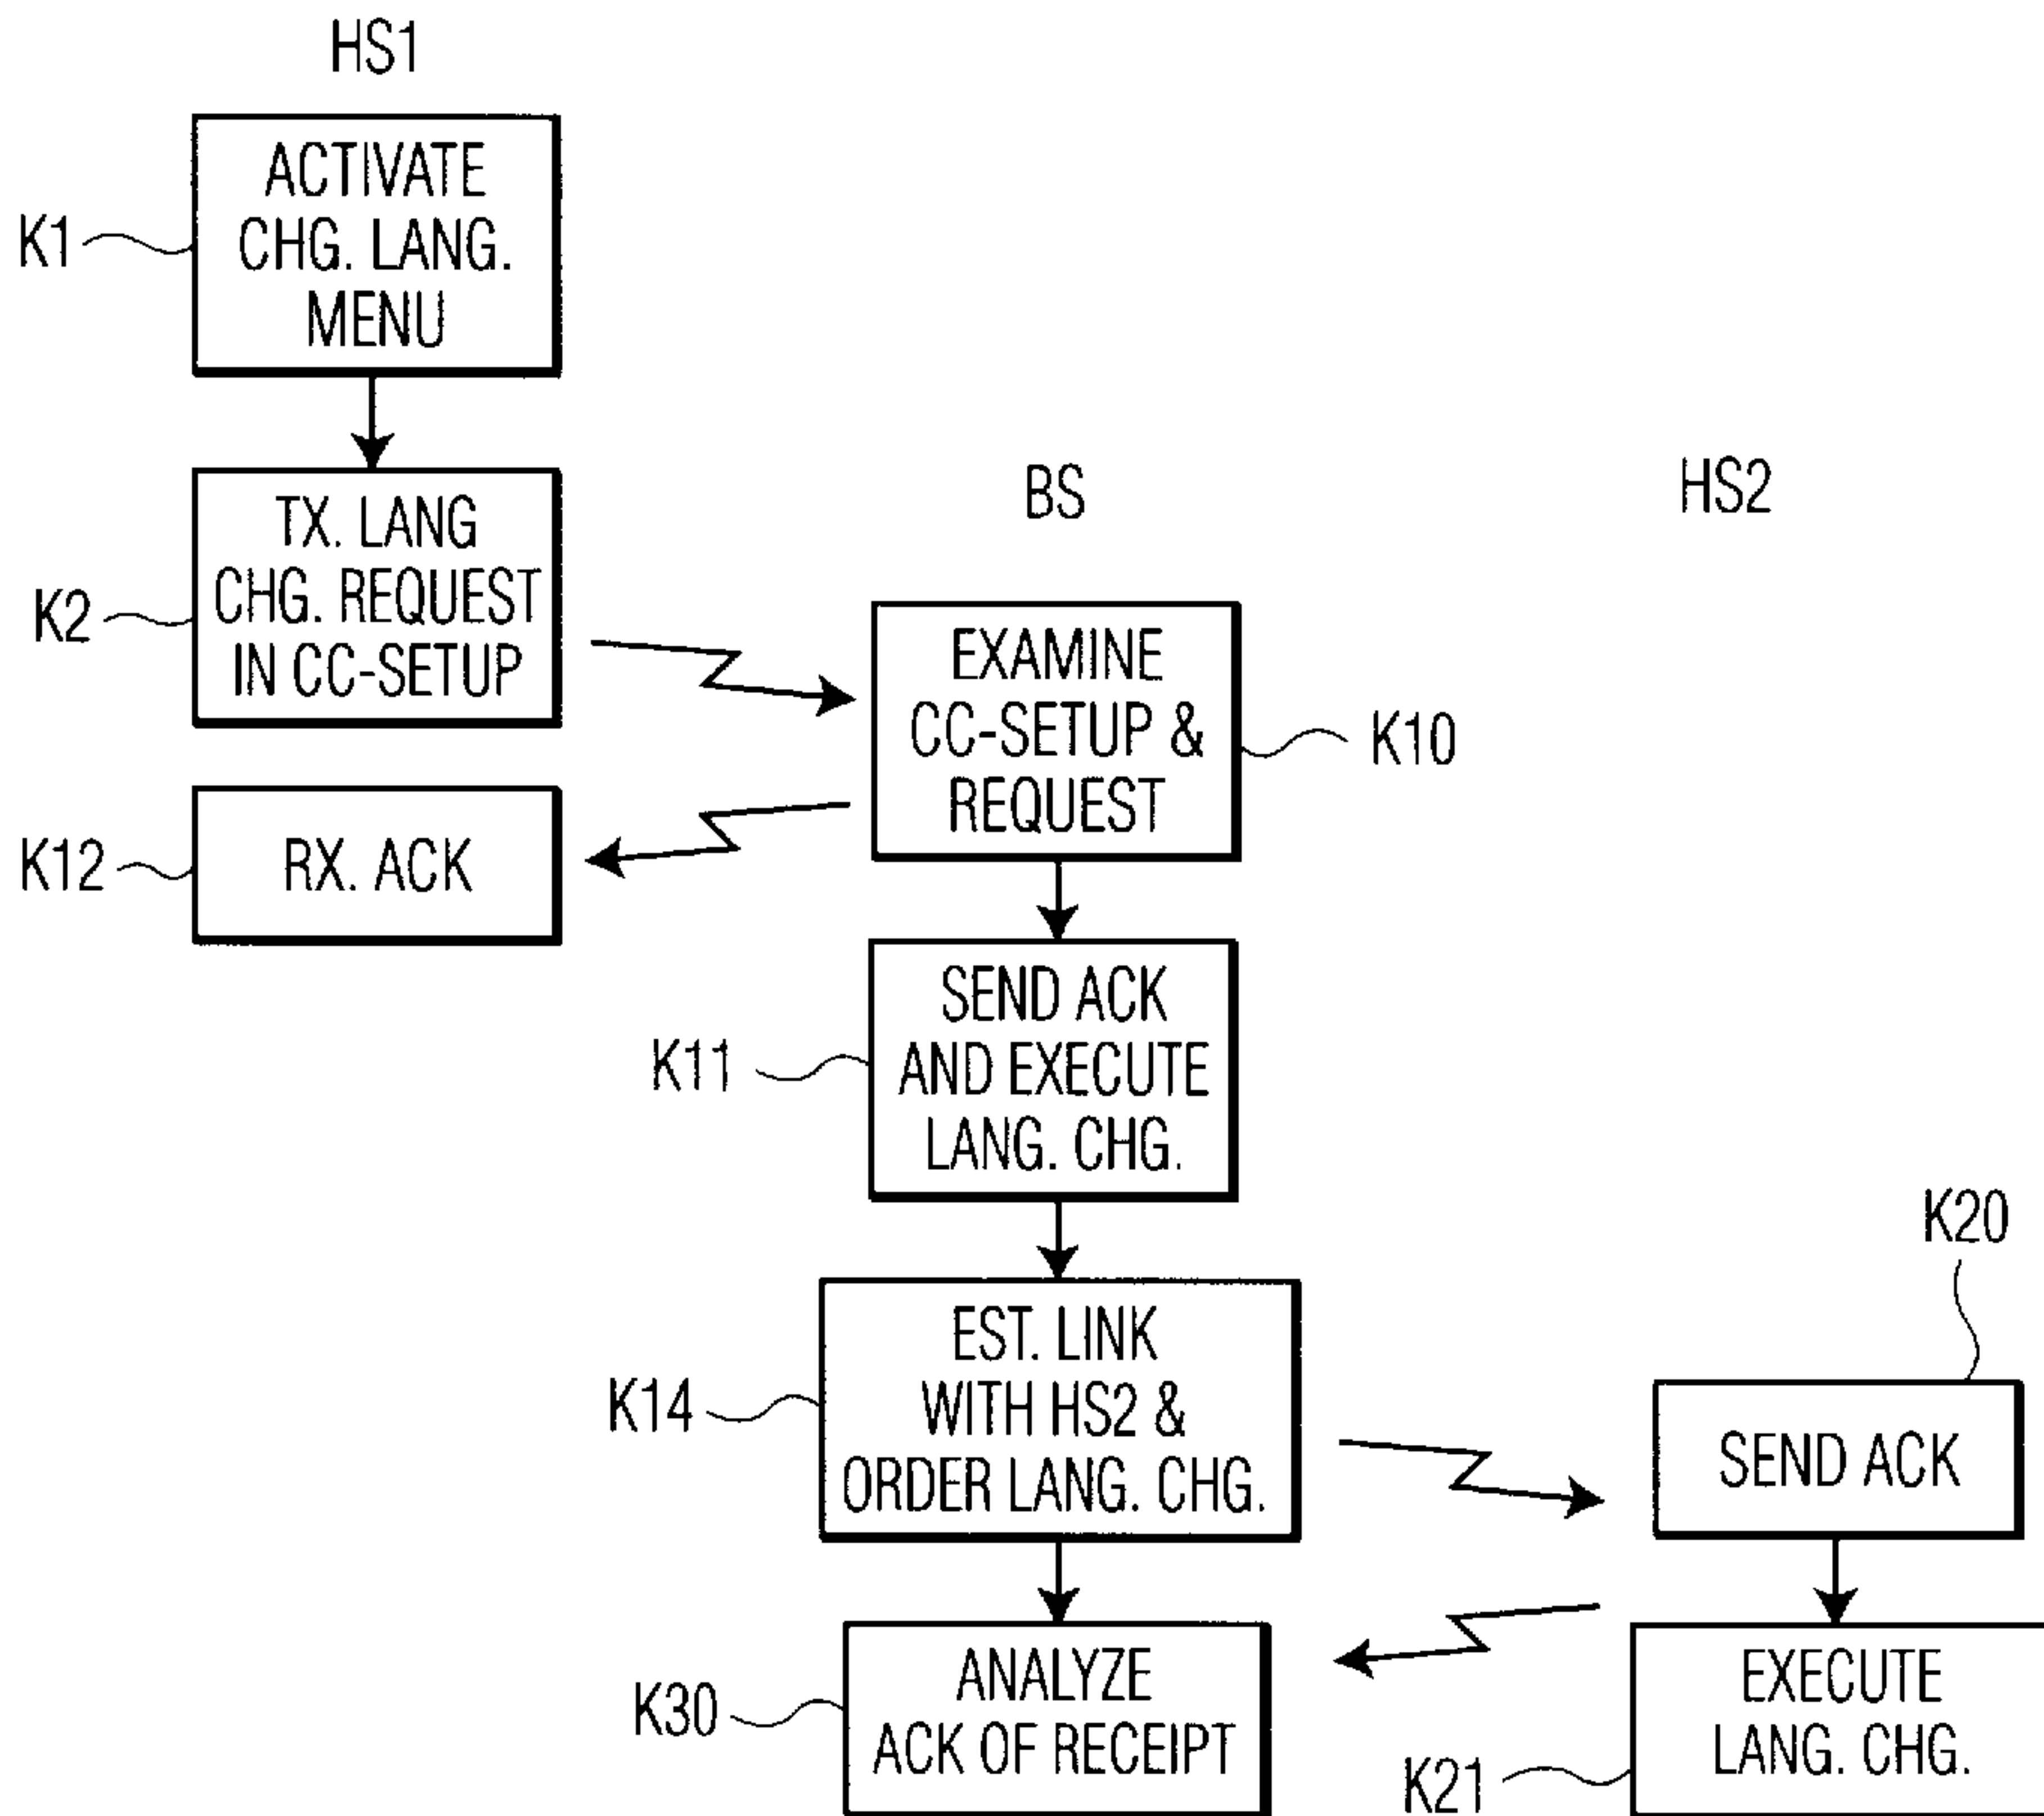 HS1
ACTIVATE
CHG. LANG.
MENU
K1
TX. LANG
CHG. REQUEST
IN CC-SETUP
K2
BS
HS2
EXAMINE
CC-SETUP &
REQUEST
K10
RX. ACK
K12
SEND ACK
AND EXECUTE
LANG. CHG.
K11
EST. LINK
WITH HS2 &
ORDER LANG. CHG.
K14
K20
SEND ACK
ANALYZE
ACK OF RECEIPT
K30
EXECUTE
LANG. CHG.
K21